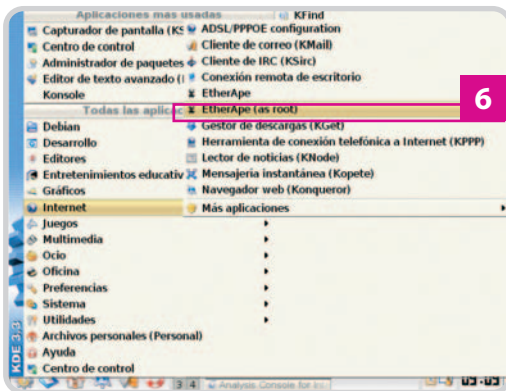 Aplicaciones mas usadas
Capturador de pantalla (KS
Centro de control
Administrador de paquetes
Editor de texto avanzado (
Konsole
Todas las aplic
Debian
Desarrollo
Editores
Entretenimientos educativ
Gráficos
Internet
Juegos
Multimedia
Ocio
Oficina
Preferencias
Sistema
Utilidades
Archivos personales (Personal)
Ayuda
Centro de control
KFind
ADSL/PPPOE configuration
Cliente de correo (KMail)
Cliente de IRC (KSirc)
Conexión remota de escritorio
EtherApe
EtherApe (as root)
Gestor de descargas (KGet)
Herramienta de conexión telefónica a Internet (KPPP)
Lector de noticias (KNode)
Mensajería instantánea (Kopete)
Navegador web (Konqueror)
Más aplicaciones
6
KDE 3.3
3 4
Analysis Console for